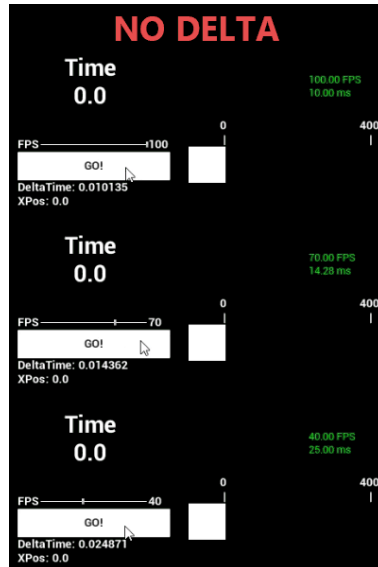 NO DELTA
Time
0.0
100.00 FPS
10.00 ms
0 400
FPS 100
GO!
DeltaTime: 0.010135
XPos: 0.0
Time
0.0
70.00 FPS
14.28 ms
0 400
FPS 70
GO!
DeltaTime: 0.014362
XPos: 0.0
Time
0.0
40.00 FPS
25.00 ms
0 400
FPS 40
GO!
DeltaTime: 0.024871
XPos: 0.0